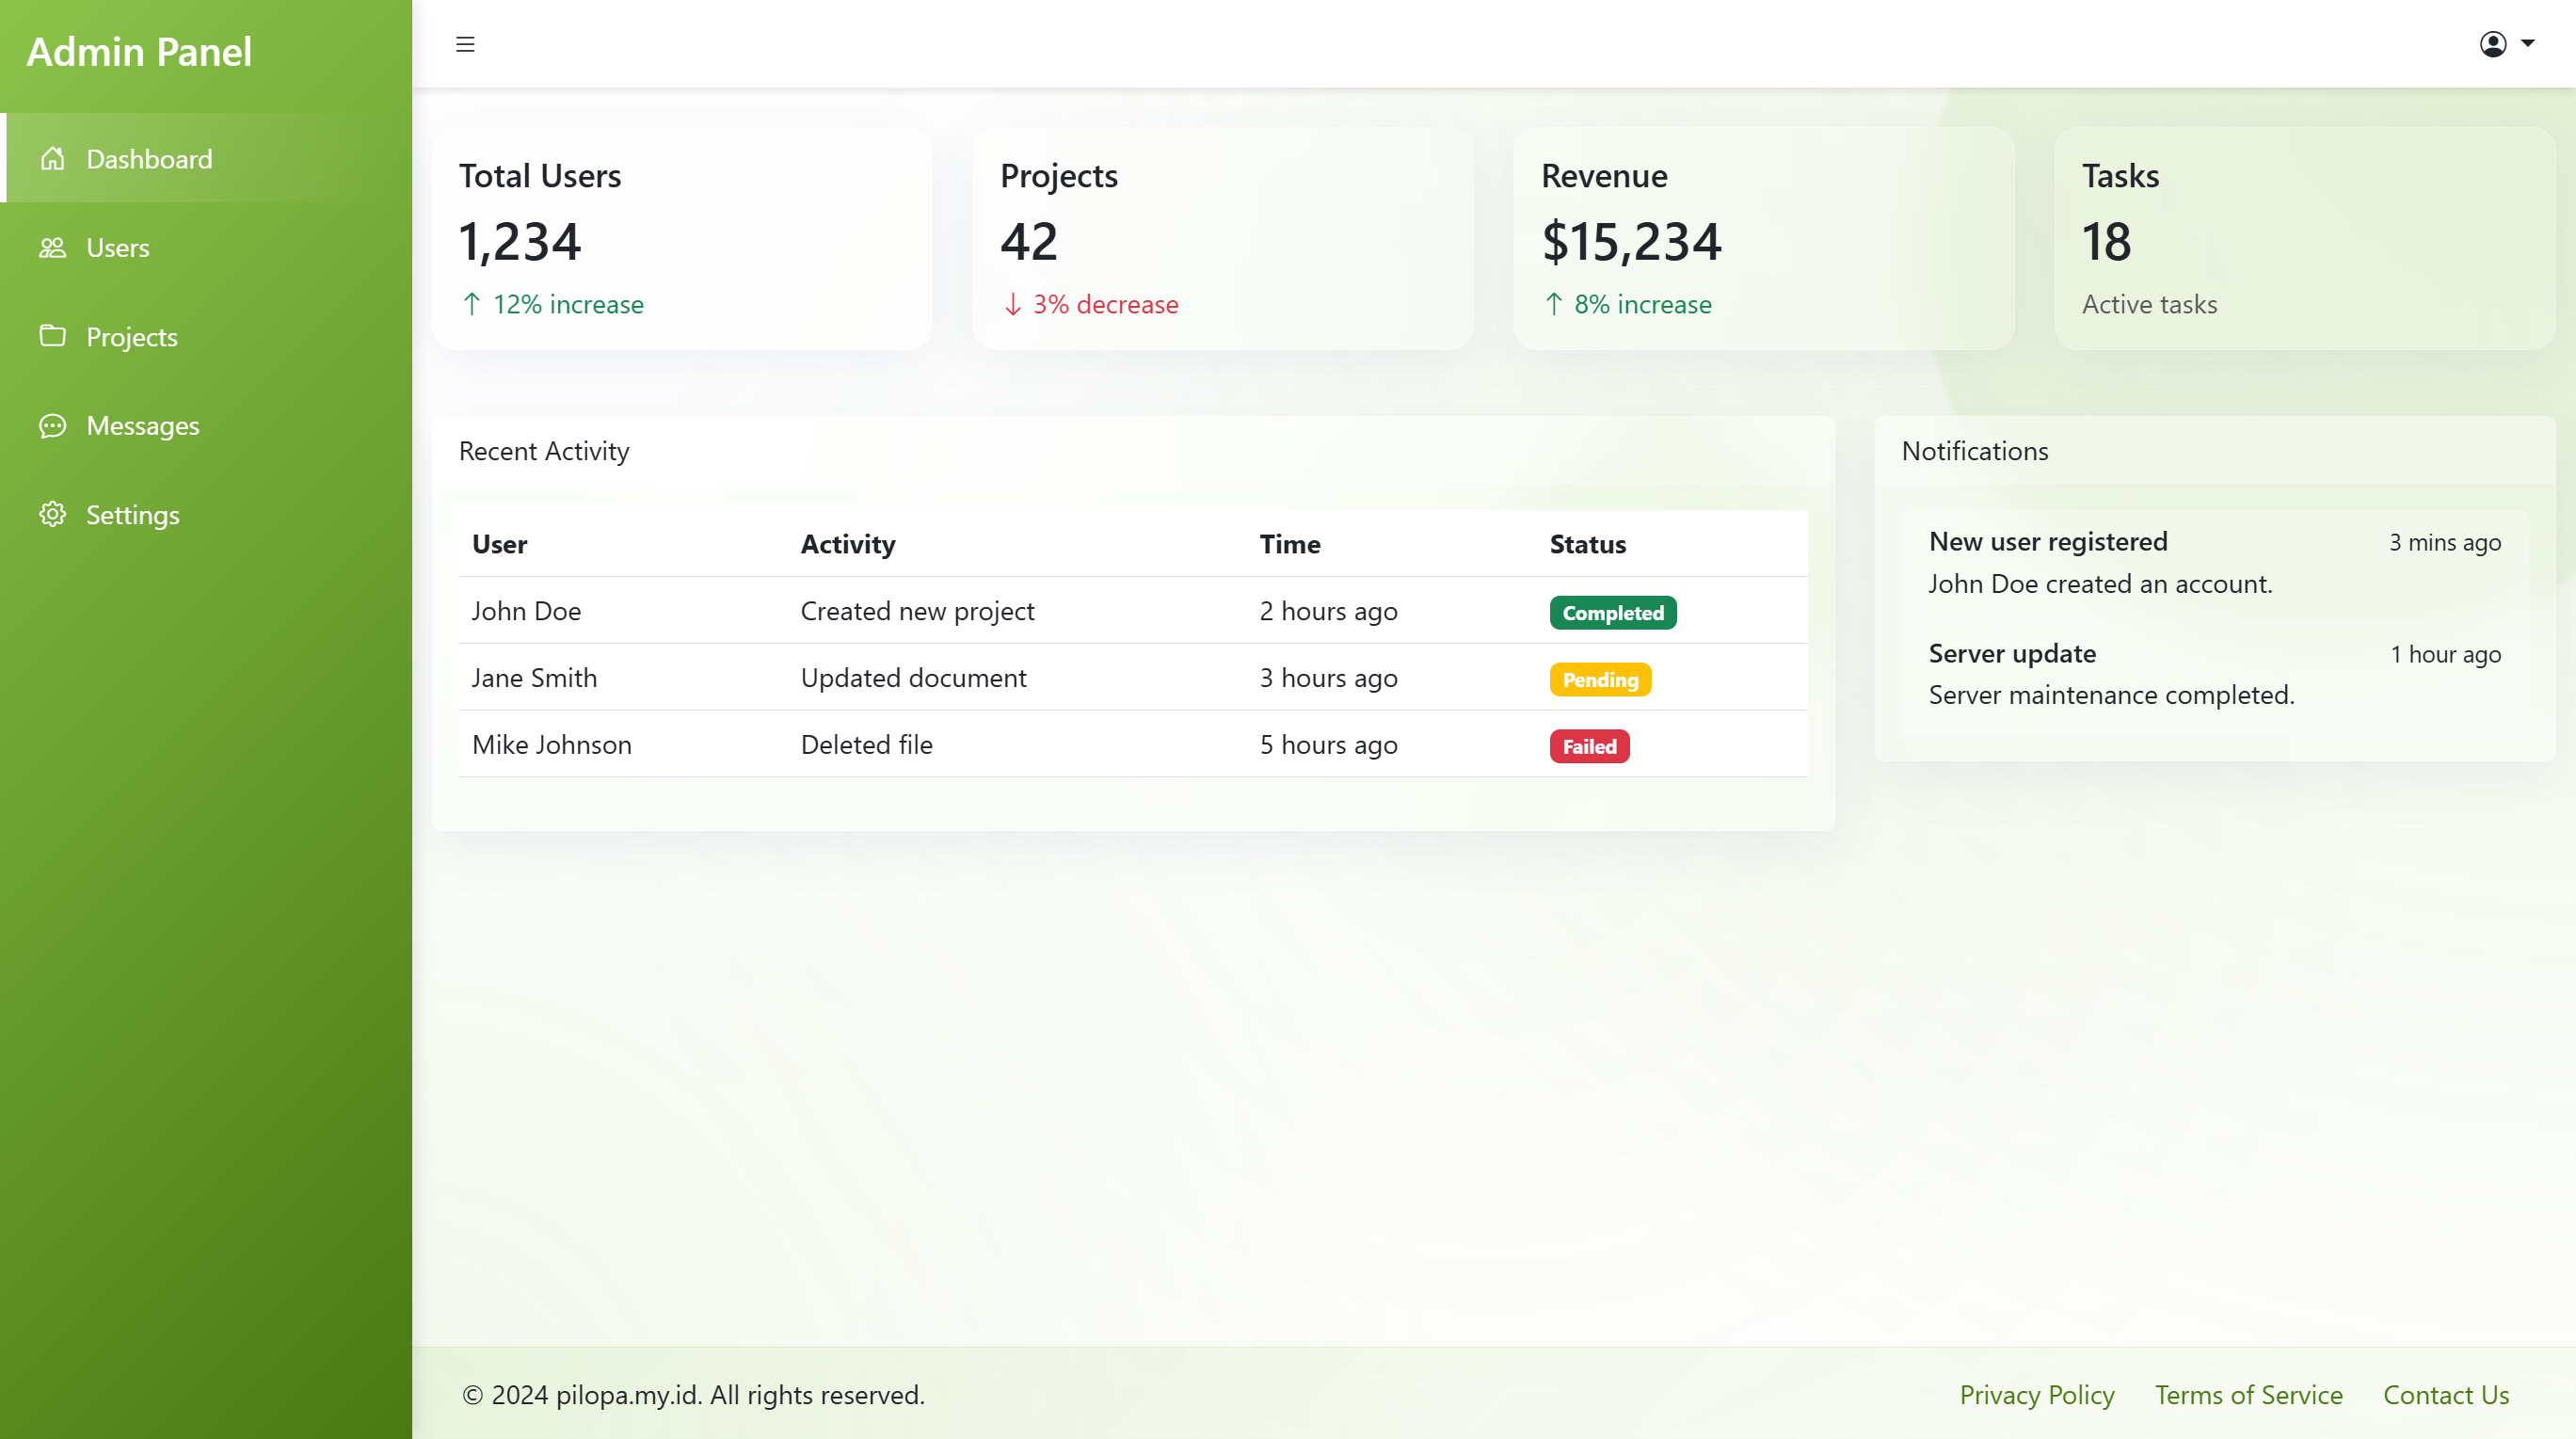 Admin Panel
Dashboard
Users
Projects
Messages
Settings
Total Users
1,234
↑ 12% increase
Projects
42
↓ 3% decrease
Revenue
$15,234
↑ 8% increase
Tasks
18
Active tasks
Recent Activity
User Activity Time Status
John Doe Created new project 2 hours ago Completed
Jane Smith Updated document 3 hours ago Pending
Mike Johnson Deleted file 5 hours ago Failed
Notifications
New user registered 3 mins ago
John Doe created an account.
Server update 1 hour ago
Server maintenance completed.
© 2024 pilopa.my.id. All rights reserved.
Privacy Policy Terms of Service Contact Us